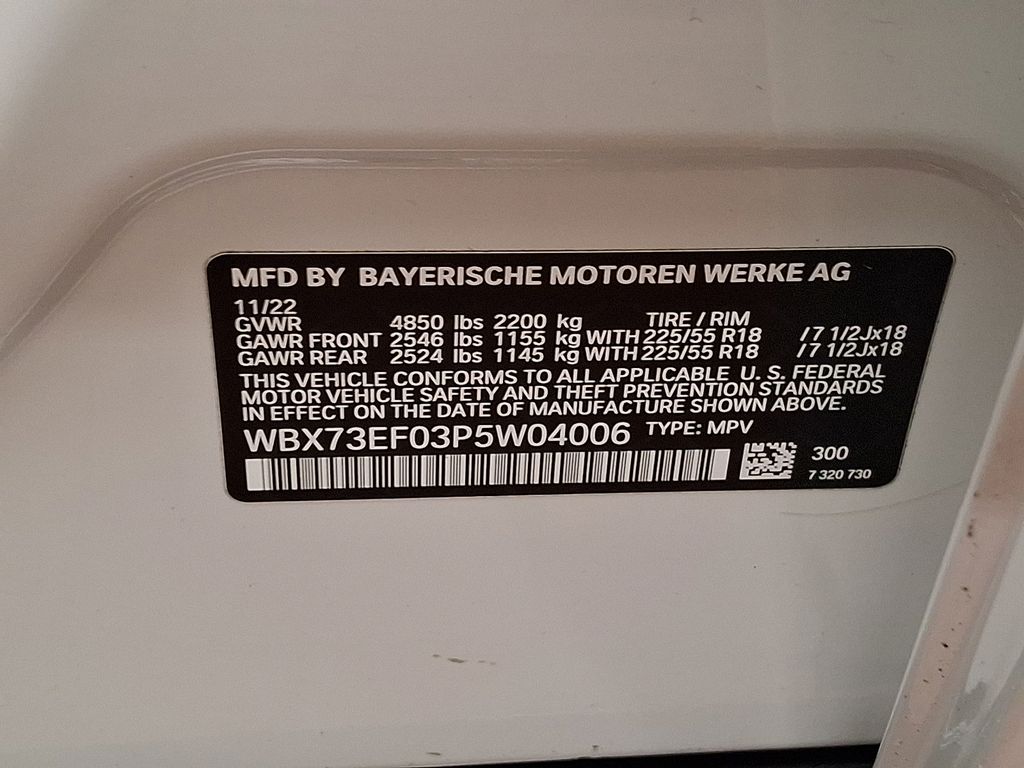 MFD BY BAYERISCHE MOTOREN WERKE AG
11/22
GVWR 4850 lbs 2200 kg TIRE / RIM
GAWR FRONT 2546 lbs 1155 kg WITH 225/55 R18 /7 1/2Jx18
GAWR REAR 2524 lbs 1145 kg WITH 225/55 R18 /7 1/2Jx18
THIS VEHICLE CONFORMS TO ALL APPLICABLE U. S. FEDERAL
MOTOR VEHICLE SAFETY AND THEFT PREVENTION STANDARDS
IN EFFECT ON THE DATE OF MANUFACTURE SHOWN ABOVE.
WBX73EF03P5W04006 TYPE: MPV
300
7 320 730